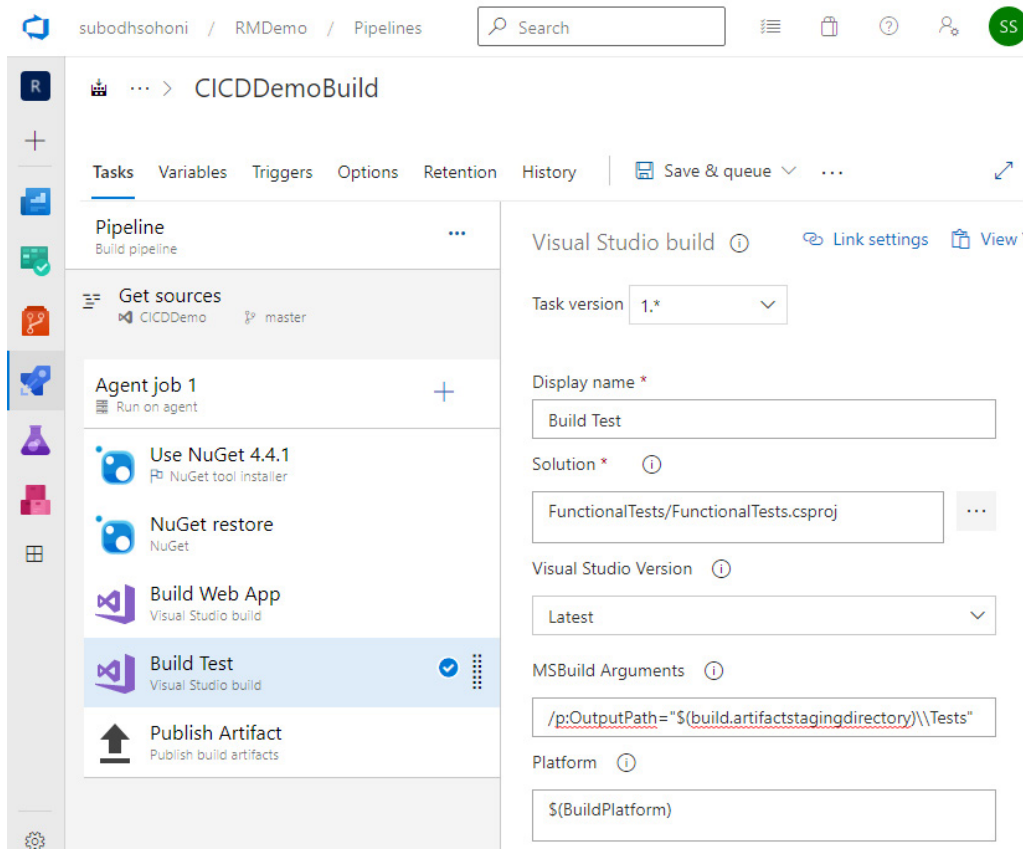 subodhsohoni / RMDemo / Pipelines
Search
SS
R
··· > CICDDemoBuild
Tasks Variables Triggers Options Retention History
Save & queue
...
Pipeline
Build pipeline
...
Get sources
CICDDemo master
Agent job 1
Run on agent
Use NuGet 4.4.1
NuGet tool installer
NuGet restore
NuGet
Build Web App
Visual Studio build
Build Test
Visual Studio build
Publish Artifact
Publish build artifacts
Visual Studio build
Link settings
View
Task version 1.*
Display name *
Build Test
Solution *
FunctionalTests/FunctionalTests.csproj
...
Visual Studio Version
Latest
MSBuild Arguments
/p:OutputPath="$(build.artifactstagingdirectory)\\Tests"
Platform
$(BuildPlatform)